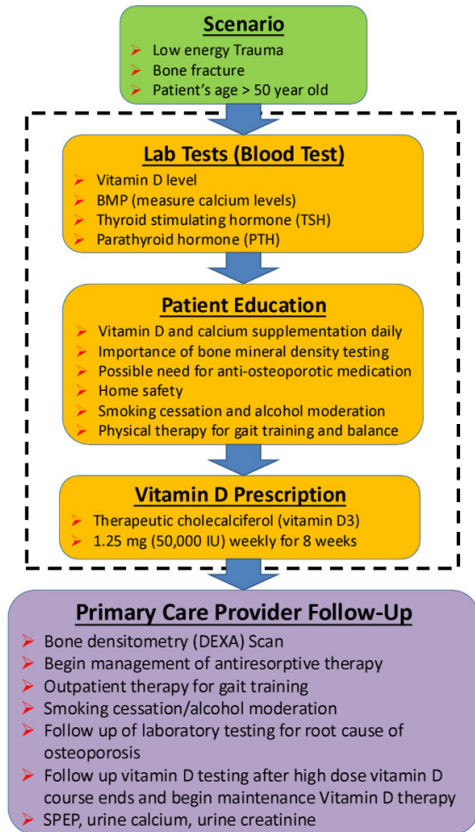 Scenario
Low energy Trauma
Bone fracture
Patient's age > 50 year old
Lab Tests (Blood Test)
Vitamin D level
BMP (measure calcium levels)
Thyroid stimulating hormone (TSH)
Parathyroid hormone (PTH)
Patient Education
Vitamin D and calcium supplementation daily
Importance of bone mineral density testing
Possible need for anti-osteoporotic medication
Home safety
Smoking cessation and alcohol moderation
Physical therapy for gait training and balance
Vitamin D Prescription
Therapeutic cholecalciferol (vitamin D3)
1.25 mg (50,000 IU) weekly for 8 weeks
Primary Care Provider Follow-Up
Bone densitometry (DEXA) Scan
Begin management of antiresorptive therapy
Outpatient therapy for gait training
Smoking cessation/alcohol moderation
Follow up of laboratory testing for root cause of
osteoporosis
Follow up vitamin D testing after high dose vitamin D
course ends and begin maintenance Vitamin D therapy
SPEP, urine calcium, urine creatinine